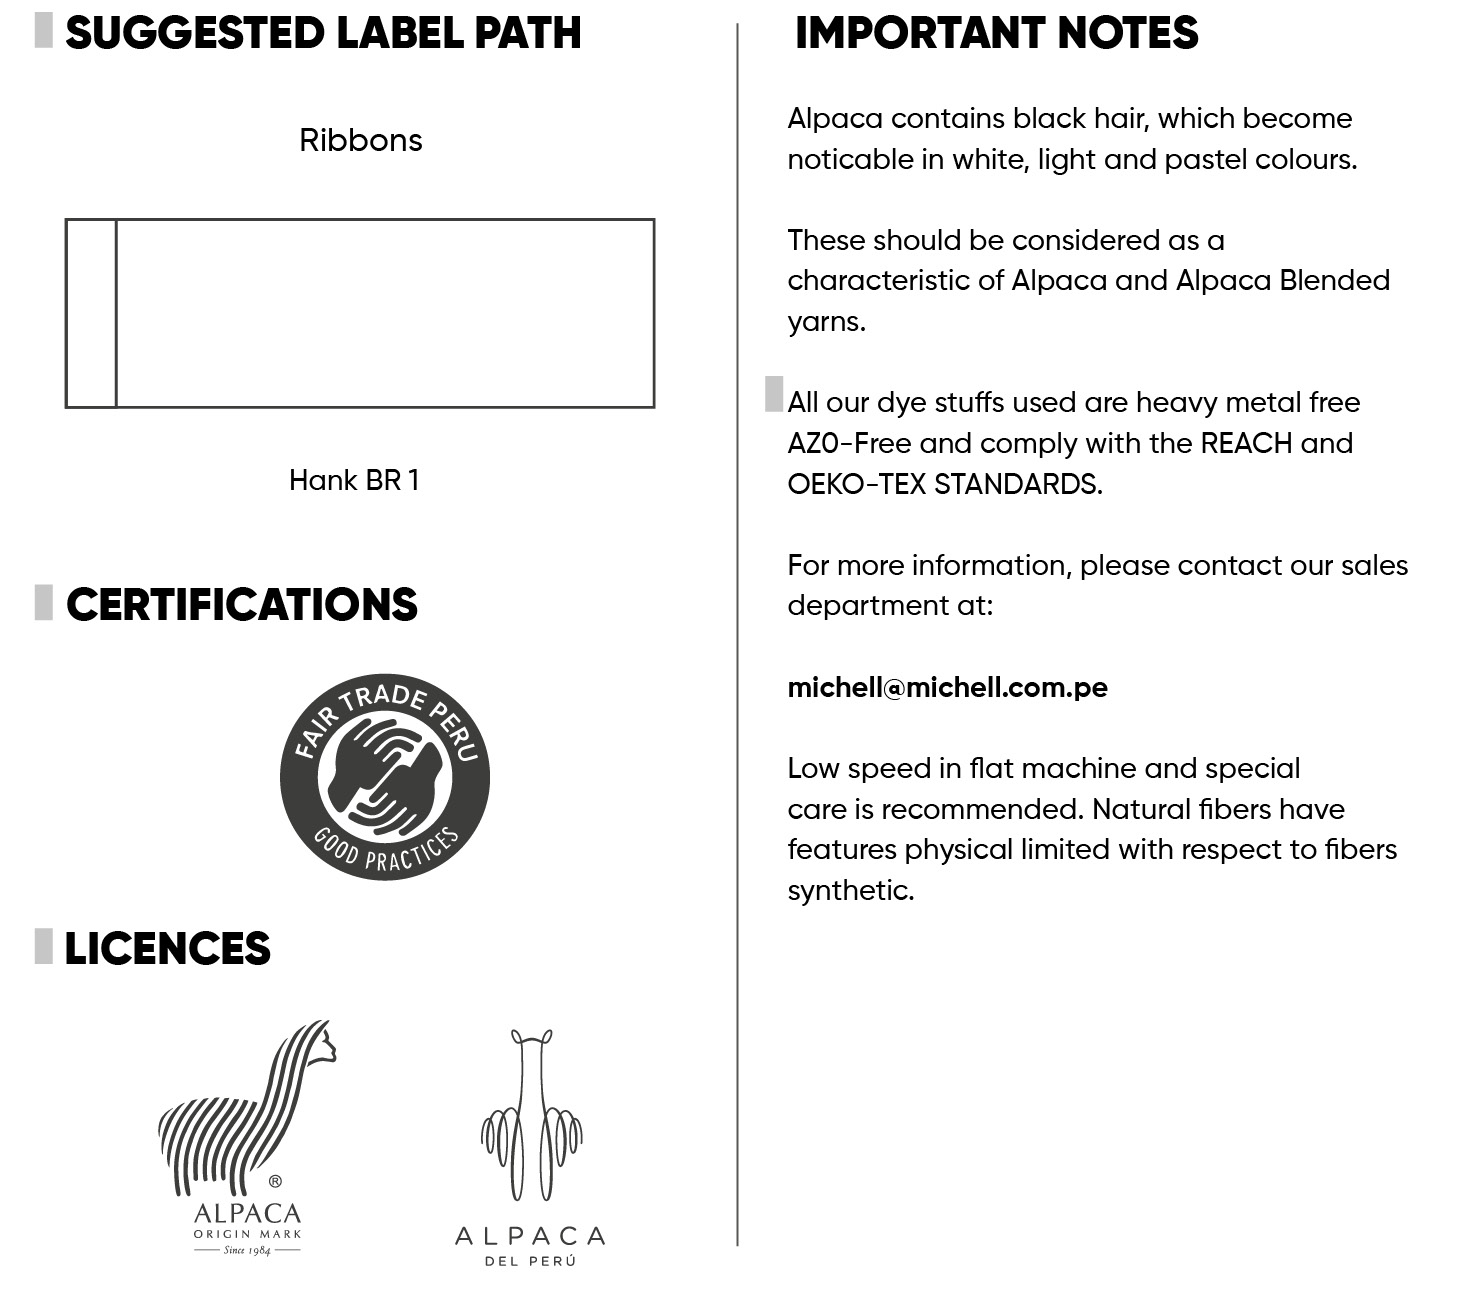 SUGGESTED LABEL PATH
Ribbons
Hank BR 1
CERTIFICATIONS
FAIR TRADE PERU
GOOD PRACTICES
LICENCES
®
ALPACA
ORIGIN MARK
Since 1984
ALPACA
DEL PERÚ
IMPORTANT NOTES
Alpaca contains black hair, which become
noticable in white, light and pastel colours.
These should be considered as a
characteristic of Alpaca and Alpaca Blended
yarns.
All our dye stuffs used are heavy metal free
AZ0-Free and comply with the REACH and
OEKO-TEX STANDARDS.
For more information, please contact our sales
department at:
michell@michell.com.pe
Low speed in flat machine and special
care is recommended. Natural fibers have
features physical limited with respect to fibers
synthetic.